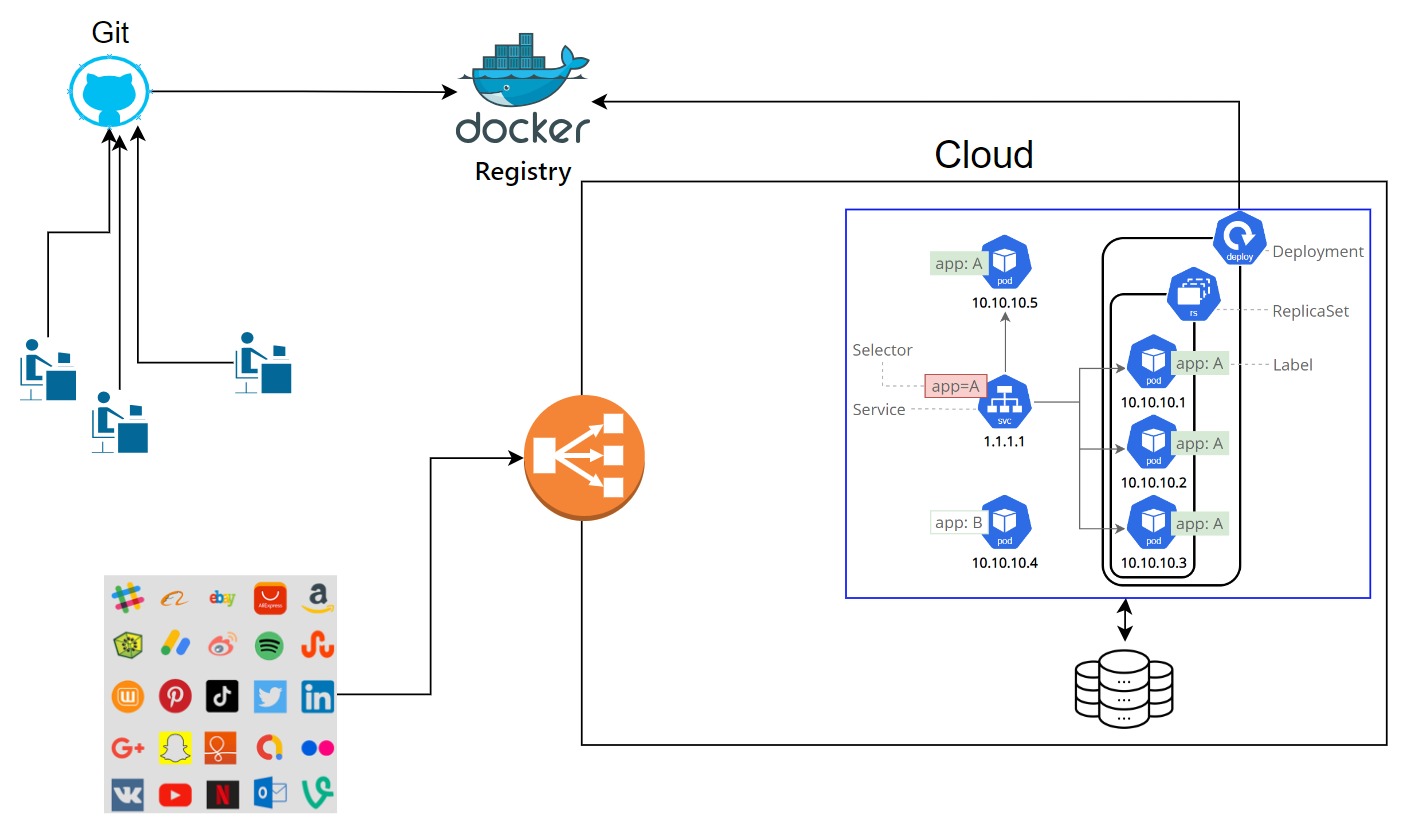 Git
docker
Registry
Cloud
deploy
Deployment
app: A
pod
10.10.10.5
rs
ReplicaSet
Selector
app=A
Service
svc
1.1.1.1
app: A
Label
pod
10.10.10.1
app: A
pod
10.10.10.2
app: B
pod
10.10.10.4
app: A
pod
10.10.10.3
ebay
AliExpress
a
in
G+
N
O